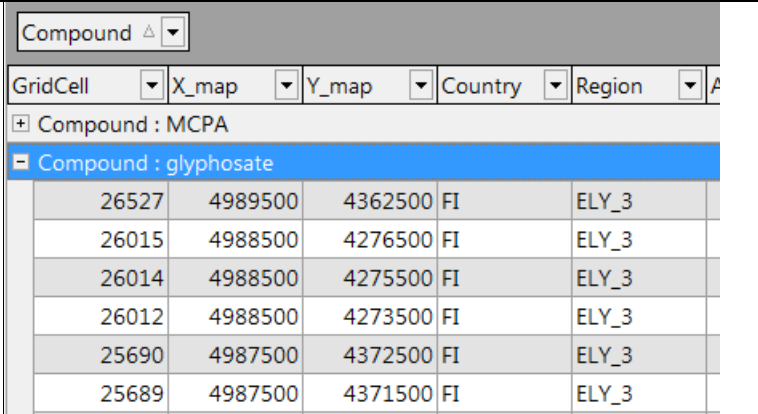 Compound
GridCell X_map Y_map Country Region A
Compound : MCPA
Compound : glyphosate
26527 4989500 4362500 FI ELY_3
26015 4988500 4276500 FI ELY_3
26014 4988500 4275500 FI ELY_3
26012 4988500 4273500 FI ELY_3
25690 4987500 4372500 FI ELY_3
25689 4987500 4371500 FI ELY_3